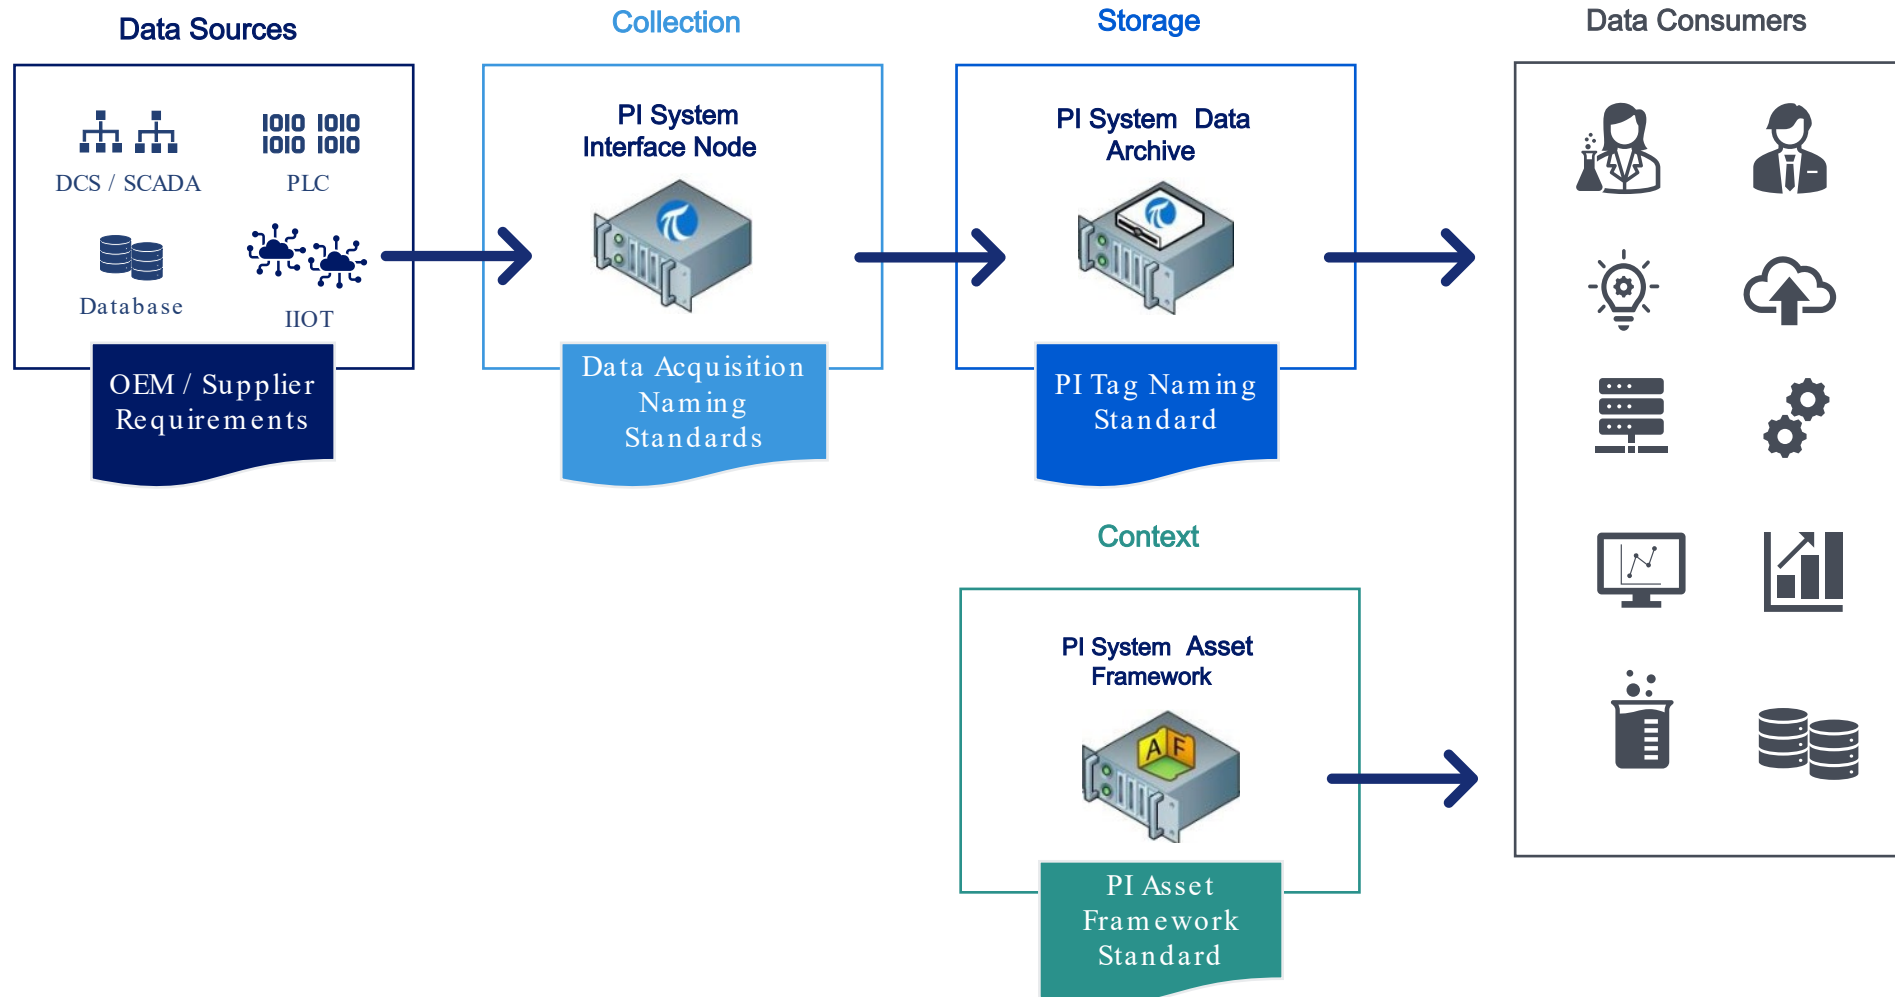 Data Sources
Collection
Storage
Data Consumers
DCS / SCADA
1010 1010
1010 1010
PLC
Database
IIOT
OEM / Supplier
Requirements
PI System
Interface Node
Data Acquisition
Naming
Standards
PI System Data
Archive
PI Tag Naming
Standard
Context
PI System Asset
Framework
A F
PI Asset
Framework
Standard